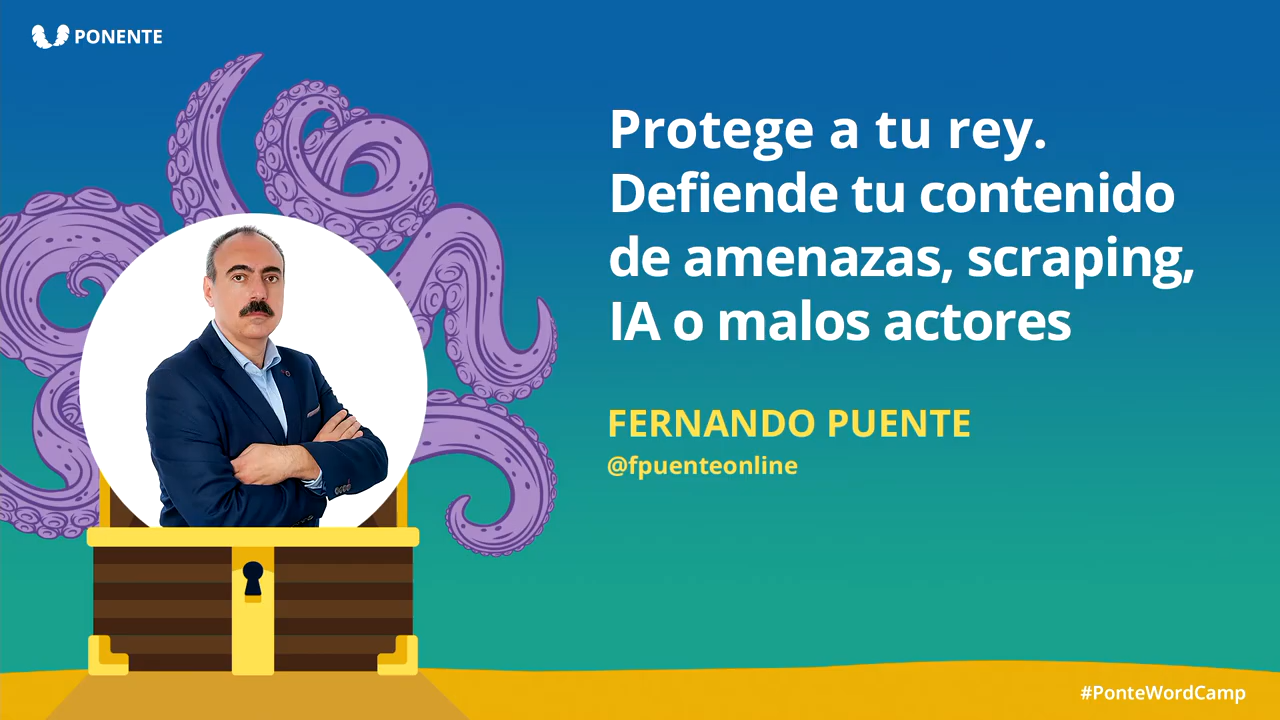 PONENTE
Protege a tu rey.
Defiende tu contenido
de amenazas, scraping,
IA o malos actores
FERNANDO PUENTE
@fpuenteonline
#PonteWordCamp